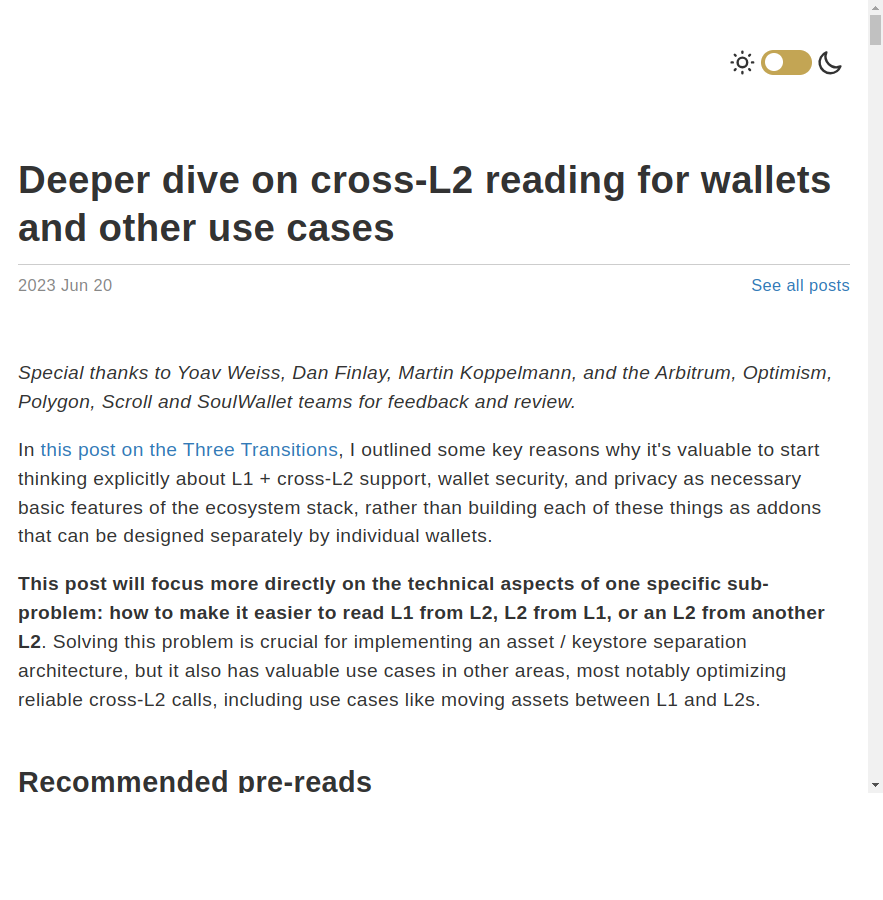 Deeper dive on cross-L2 reading for wallets
and other use cases
2023 Jun 20
See all posts
Special thanks to Yoav Weiss, Dan Finlay, Martin Koppelmann, and the Arbitrum, Optimism,
Polygon, Scroll and SoulWallet teams for feedback and review.
In this post on the Three Transitions, I outlined some key reasons why it's valuable to start
thinking explicitly about L1 + cross-L2 support, wallet security, and privacy as necessary
basic features of the ecosystem stack, rather than building each of these things as addons
that can be designed separately by individual wallets.
This post will focus more directly on the technical aspects of one specific sub-
problem: how to make it easier to read L1 from L2, L2 from L1, or an L2 from another
L2. Solving this problem is crucial for implementing an asset / keystore separation
architecture, but it also has valuable use cases in other areas, most notably optimizing
reliable cross-L2 calls, including use cases like moving assets between L1 and L2s.
Recommended pre-reads